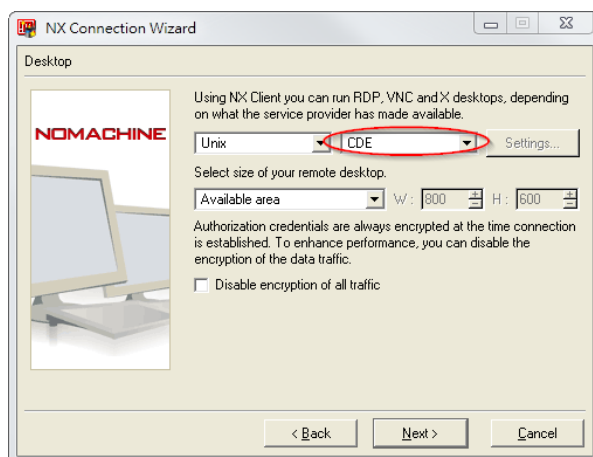 NX Connection Wizard
Desktop
Using NX Client you can run RDP, VNC and X desktops, depending
on what the service provider has made available.
NOMACHINE
Unix CDE Settings...
Select size of your remote desktop.
Available area W : 800 H : 600
Authorization credentials are always encrypted at the time connection
is established. To enhance performance, you can disable the
encryption of the data traffic.
Disable encryption of all traffic
< Back Next > Cancel